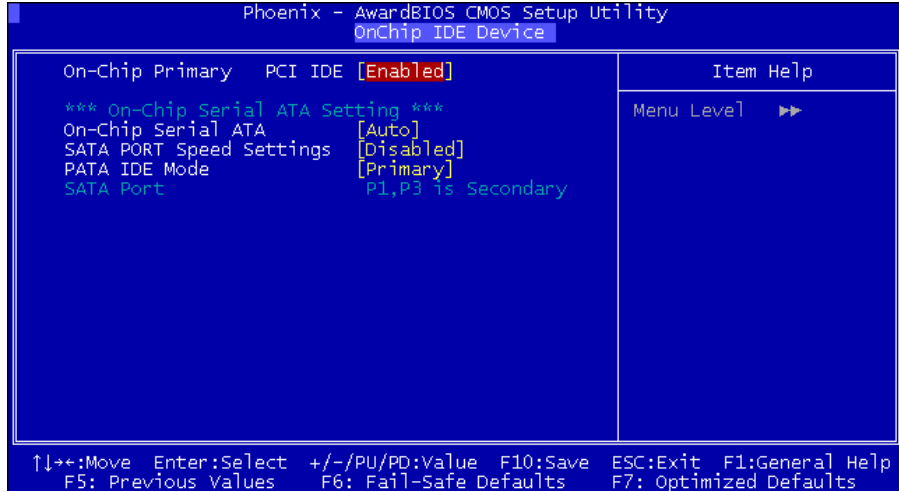 Phoenix - AwardBIOS CMOS Setup Utility
OnChip IDE Device
On-Chip Primary PCI IDE [Enabled]
Item Help
*** On-Chip Serial ATA Setting ***
Menu Level ►►
On-Chip Serial ATA [Auto]
SATA PORT Speed Settings [Disabled]
PATA IDE Mode [Primary]
SATA Port P1,P3 is Secondary
↑↓→←:Move Enter:Select +/-/PU/PD:Value F10:Save ESC:Exit F1:General Help
F5: Previous Values F6: Fail-Safe Defaults F7: Optimized Defaults